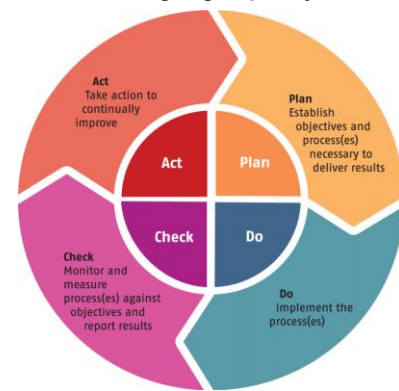 Act
Take action to
continually
improve
Plan
Establish
objectives and
process(es)
necessary to
deliver results
Act
Plan
Check
Do
Check
Monitor and
measure
process(es) against
objectives and
report results
Do
Implement the
process(es)